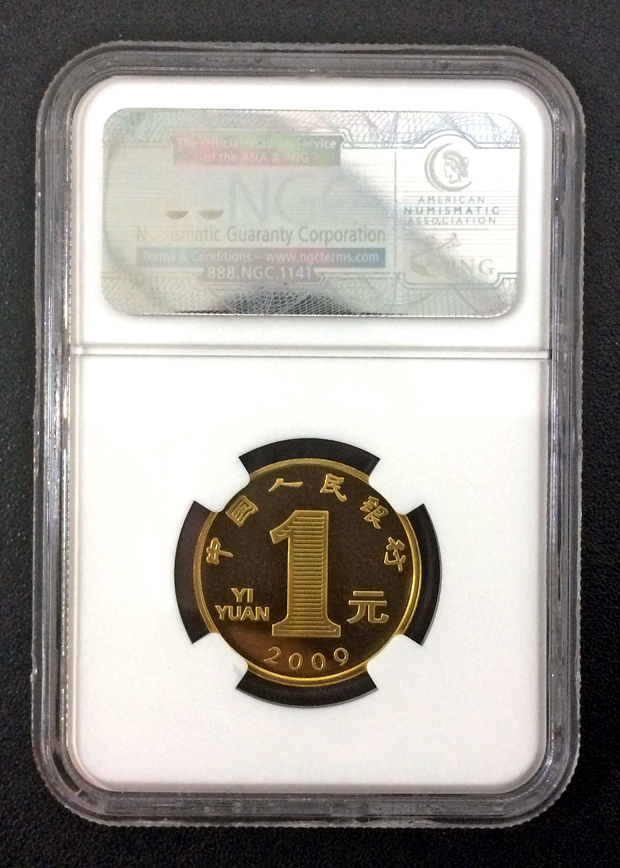 The Official Grading Service
of the ANA & PNG
NGC
Numismatic Guaranty Corporation
Terms & Conditions – www.ngcterms.com
888.NGC.1141
AMERICAN
NUMISMATIC
ASSOCIATION
PNG
中国人民银行
YI
YUAN
1
元
2009